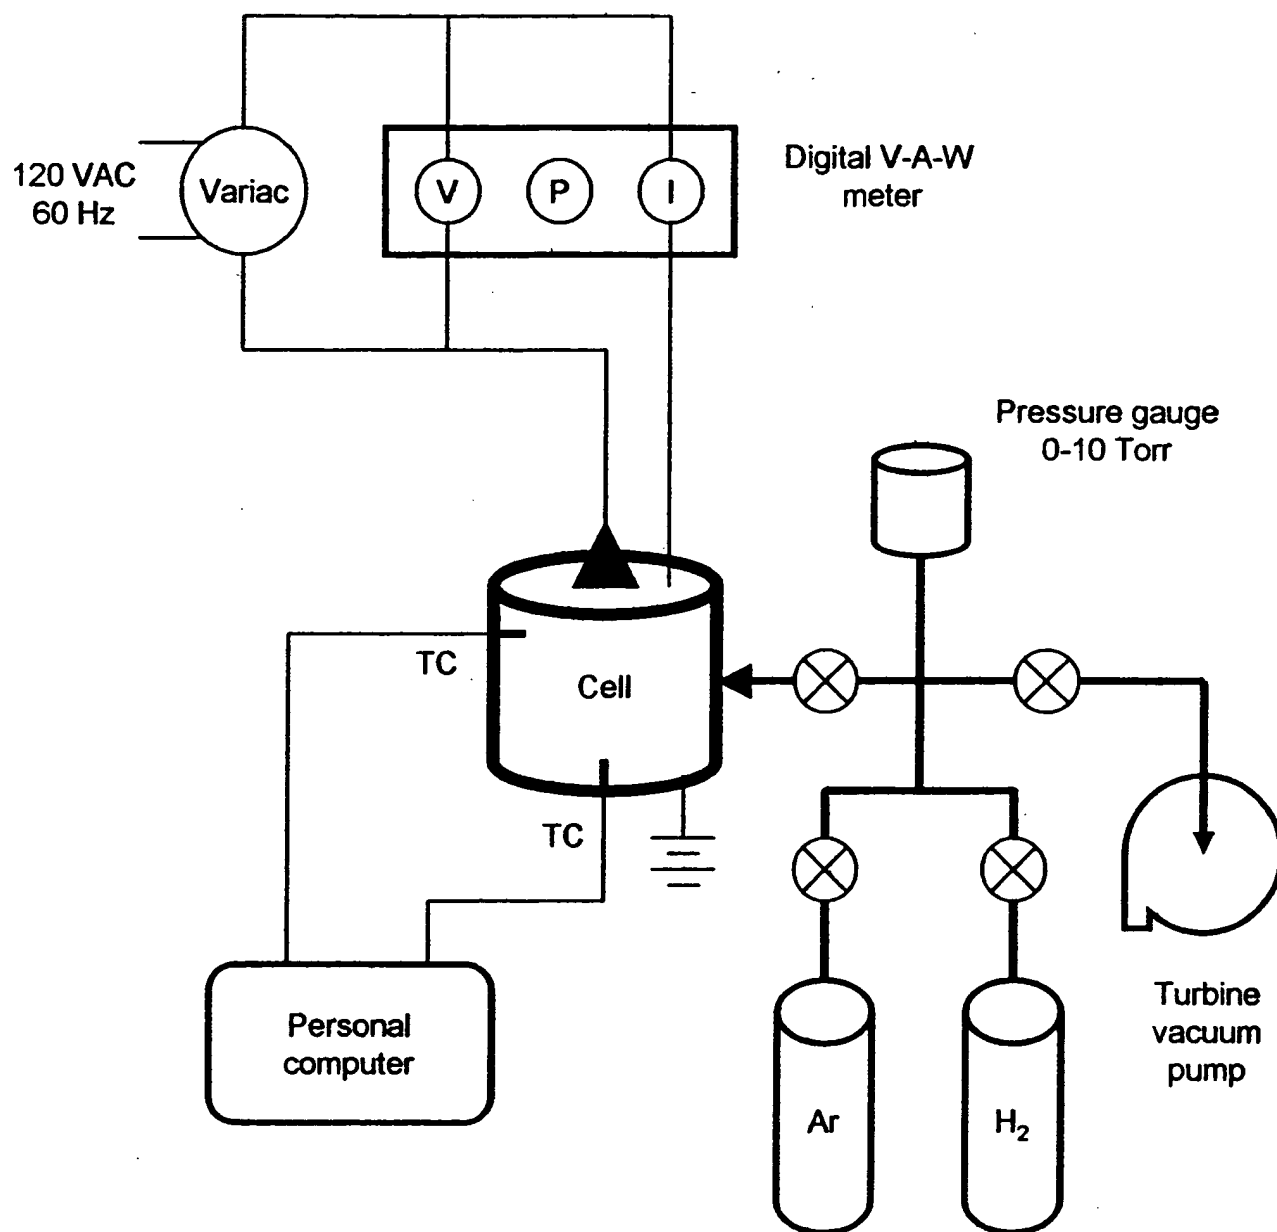 120 VAC
60 Hz
Variac
V
P
I
Digital V-A-W
meter
Pressure gauge
0-10 Torr
TC
Cell
TC
Personal
computer
Ar
H₂
Turbine
vacuum
pump